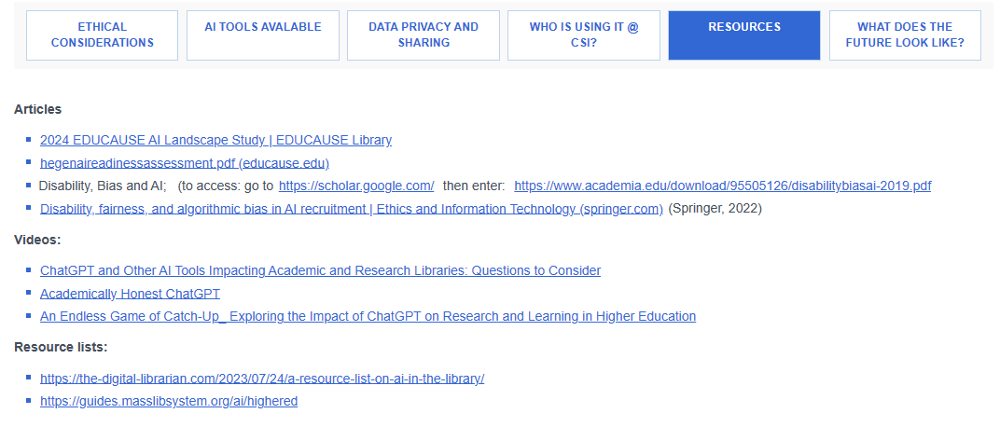 ETHICAL
CONSIDERATIONS
AI TOOLS AVALABLE
DATA PRIVACY AND
SHARING
WHO IS USING IT @
CSI?
RESOURCES
WHAT DOES THE
FUTURE LOOK LIKE?
Articles
2024 EDUCAUSE AI Landscape Study | EDUCAUSE Library
hegenaireadinessassessment.pdf (educause.edu)
Disability, Bias and AI; (to access: go to https://scholar.google.com/ then enter: https://www.academia.edu/download/95505126/disabilitybiasai-2019.pdf
Disability, fairness, and algorithmic bias in AI recruitment | Ethics and Information Technology (springer.com) (Springer, 2022)
Videos:
ChatGPT and Other AI Tools Impacting Academic and Research Libraries: Questions to Consider
Academically Honest ChatGPT
An Endless Game of Catch-Up_ Exploring the Impact of ChatGPT on Research and Learning in Higher Education
Resource lists:
https://the-digital-librarian.com/2023/07/24/a-resource-list-on-ai-in-the-library/
https://guides.masslibsystem.org/ai/highered